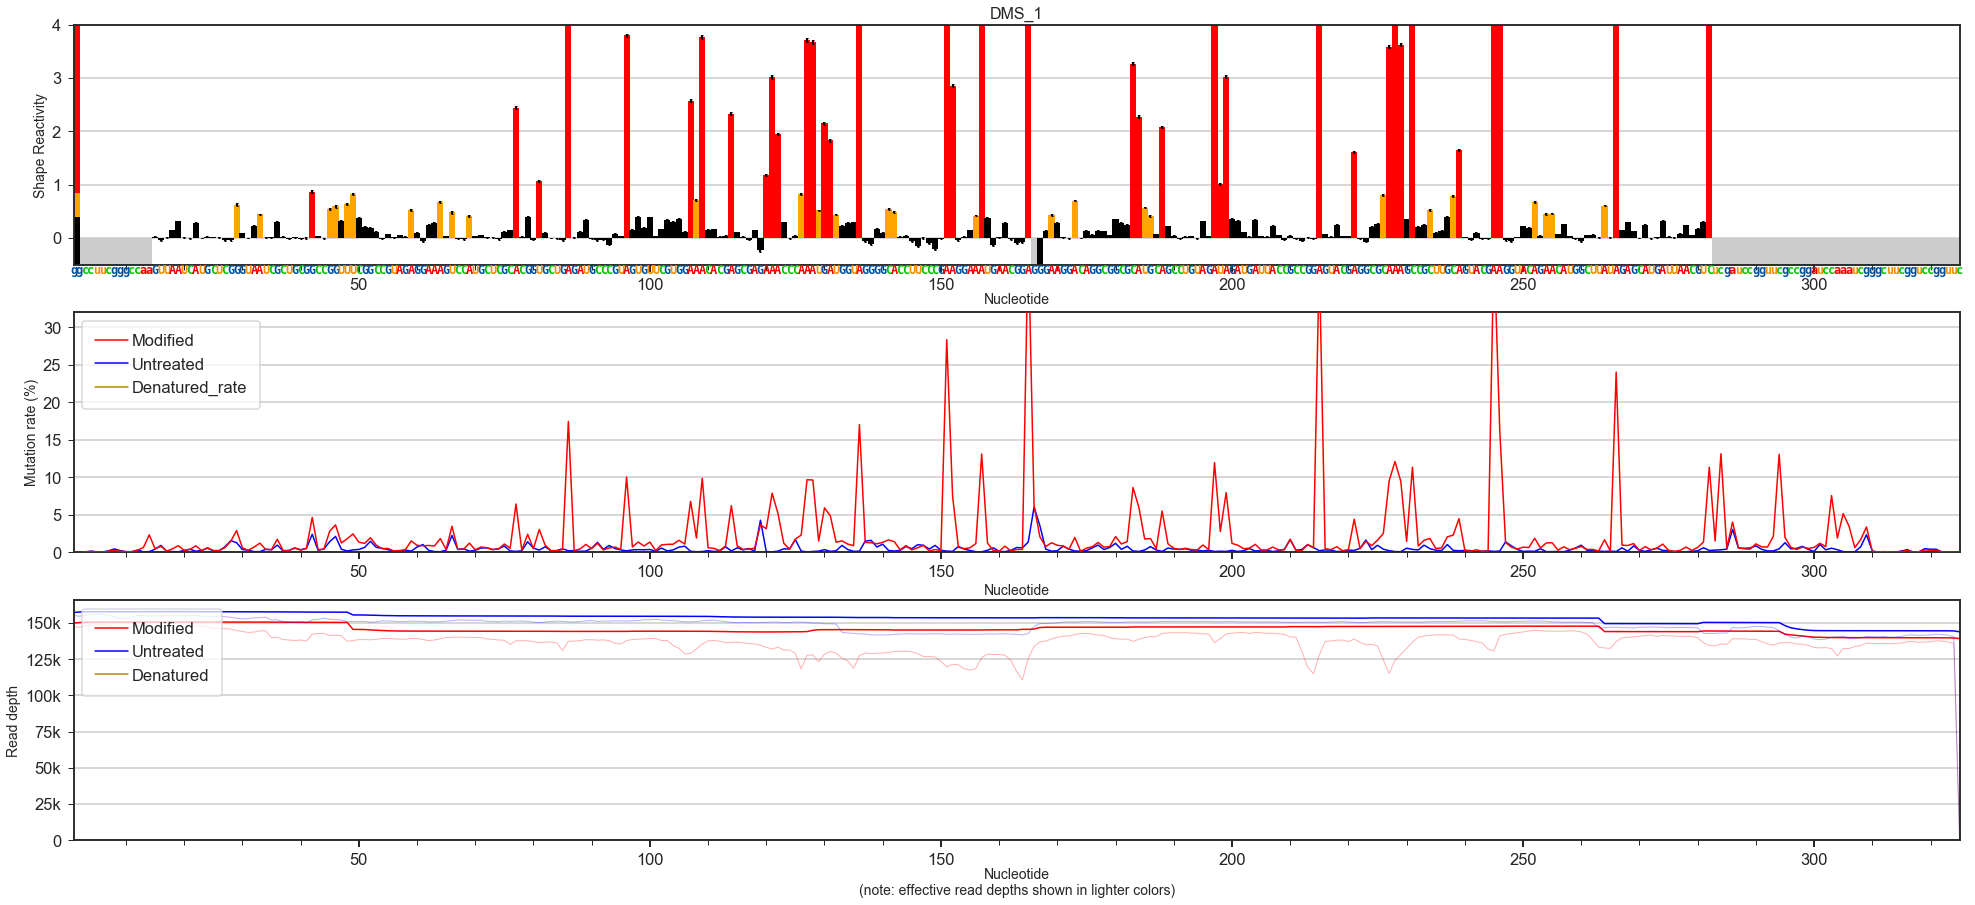 DMS_1
4
3
2
1
0
Shape Reactivity
50 100 150 200 250 300
Nucleotide
30
25
20
15
10
5
0
Mutation rate (%)
Modified
Untreated
Denatured_rate
50 100 150 200 250 300
Nucleotide
150k
125k
100k
75k
50k
25k
0
Read depth
Modified
Untreated
Denatured
50 100 150 200 250 300
Nucleotide
(note: effective read depths shown in lighter colors)